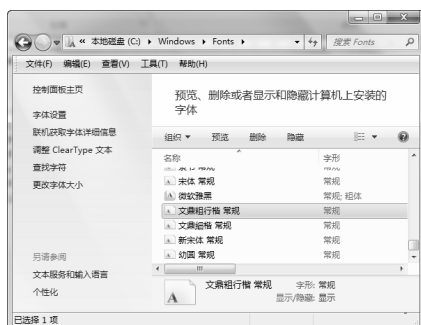 « 本地磁盘 (C:) ▸ Windows ▸ Fonts ▸
搜索 Fonts
文件(F) 编辑(E) 查看(V) 工具(T) 帮助(H)
控制面板主页
字体设置
联机获取字体详细信息
调整 ClearType 文本
查找字符
更改字体大小
另请参阅
文本服务和输入语言
个性化
预览、删除或者显示和隐藏计算机上安装的
字体
组织 预览 删除 隐藏
名称 字形
宋体 常规 常规
微软雅黑 常规; 粗体
文鼎粗行楷 常规 常规
文鼎细楷 常规 常规
新宋体 常规 常规
幼圆 常规 常规
文鼎粗行楷 常规 字形: 常规
显示/隐藏: 显示
已选择 1 项